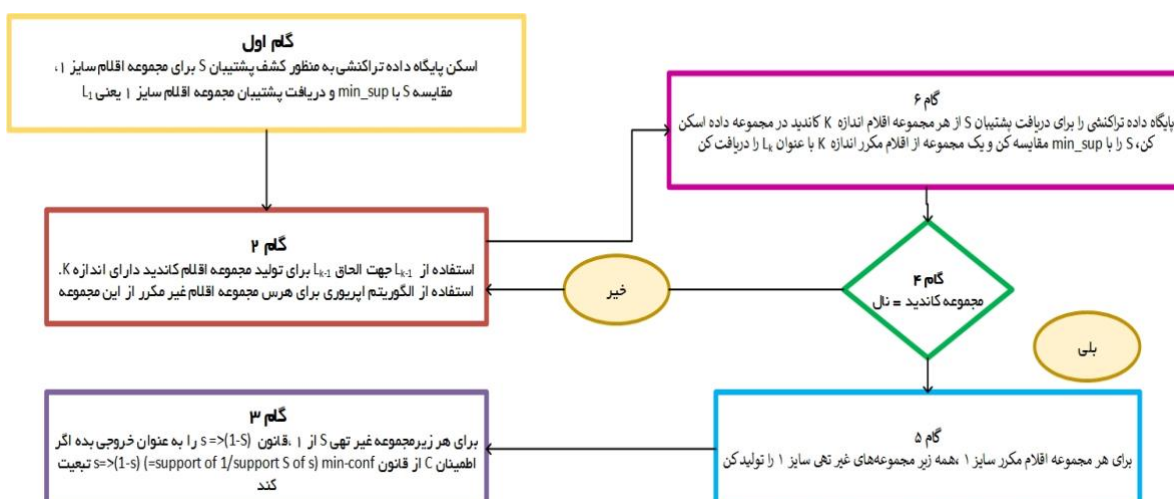 گام اول
اسکن پایگاه داده تراکنشی به منظور کشف پشتیبان S برای مجموعه اقلام سایز ۱،
مقایسه S با min_sup و دریافت پشتیبان مجموعه اقلام سایز ۱ یعنی L1
گام ۶
پایگاه داده تراکنشی را برای دریافت پشتیبان S از هر مجموعه اقلام اندازه K کاندید در مجموعه داده اسکن
کن، S را با min_sup مقایسه کن و یک مجموعه از اقلام مکرر اندازه K با عنوان Lk را دریافت کن
گام ۲
استفاده از Lk-1 جهت الحاق Lk-1 برای تولید مجموعه اقلام کاندید دارای اندازه K.
استفاده از الگوریتم اپریوری برای هرس مجموعه اقلام غیر مکرر از این مجموعه
خیر
گام ۴
مجموعه کاندید = نال
بلی
گام ۳
برای هر زیرمجموعه غیر تهی S از ۱، قانون s=>(1-S) را به عنوان خروجی بده اگر
اطمینان C از قانون s=>(1-s) (=support of 1/support S of s) min-conf تبعیت
کند
گام ۵
برای هر مجموعه اقلام مکرر سایز ۱، همه زیر مجموعه‌های غیر تهی سایز ۱ را تولید کن